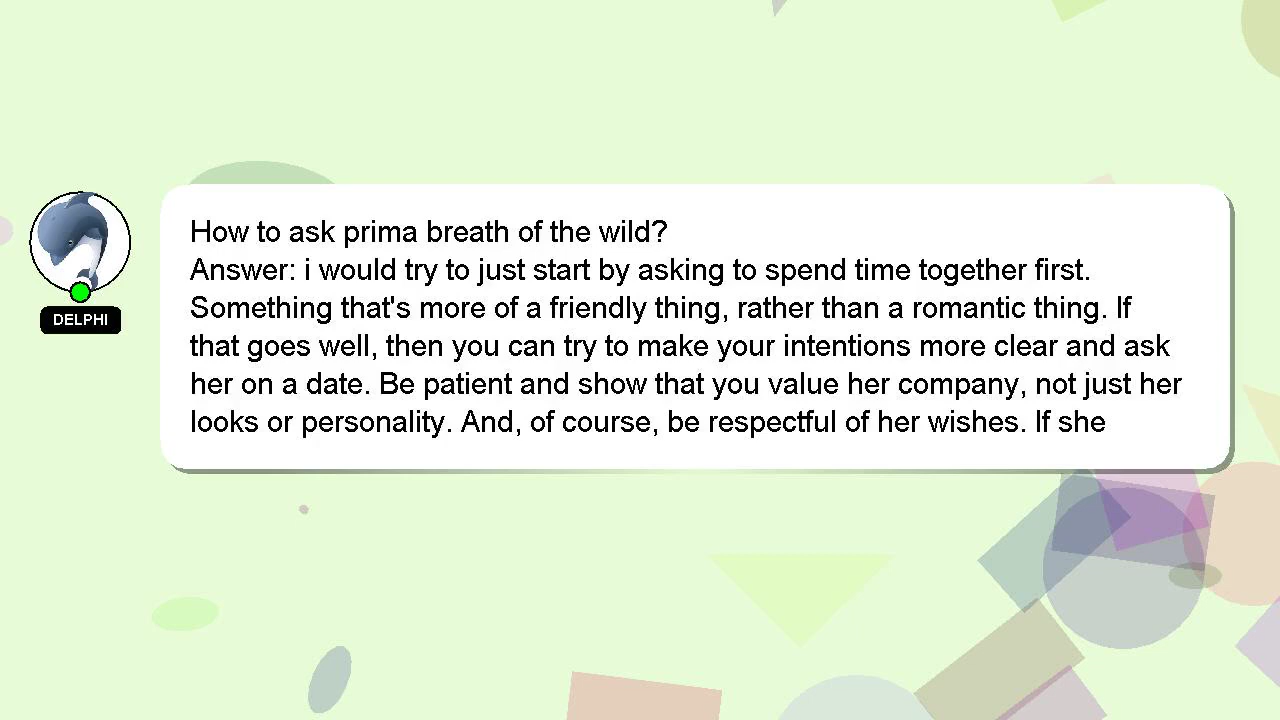 How to ask prima breath of the wild?
Answer: i would try to just start by asking to spend time together first.
Something that's more of a friendly thing, rather than a romantic thing. If
that goes well, then you can try to make your intentions more clear and ask
her on a date. Be patient and show that you value her company, not just her
looks or personality. And, of course, be respectful of her wishes. If she
DELPHI